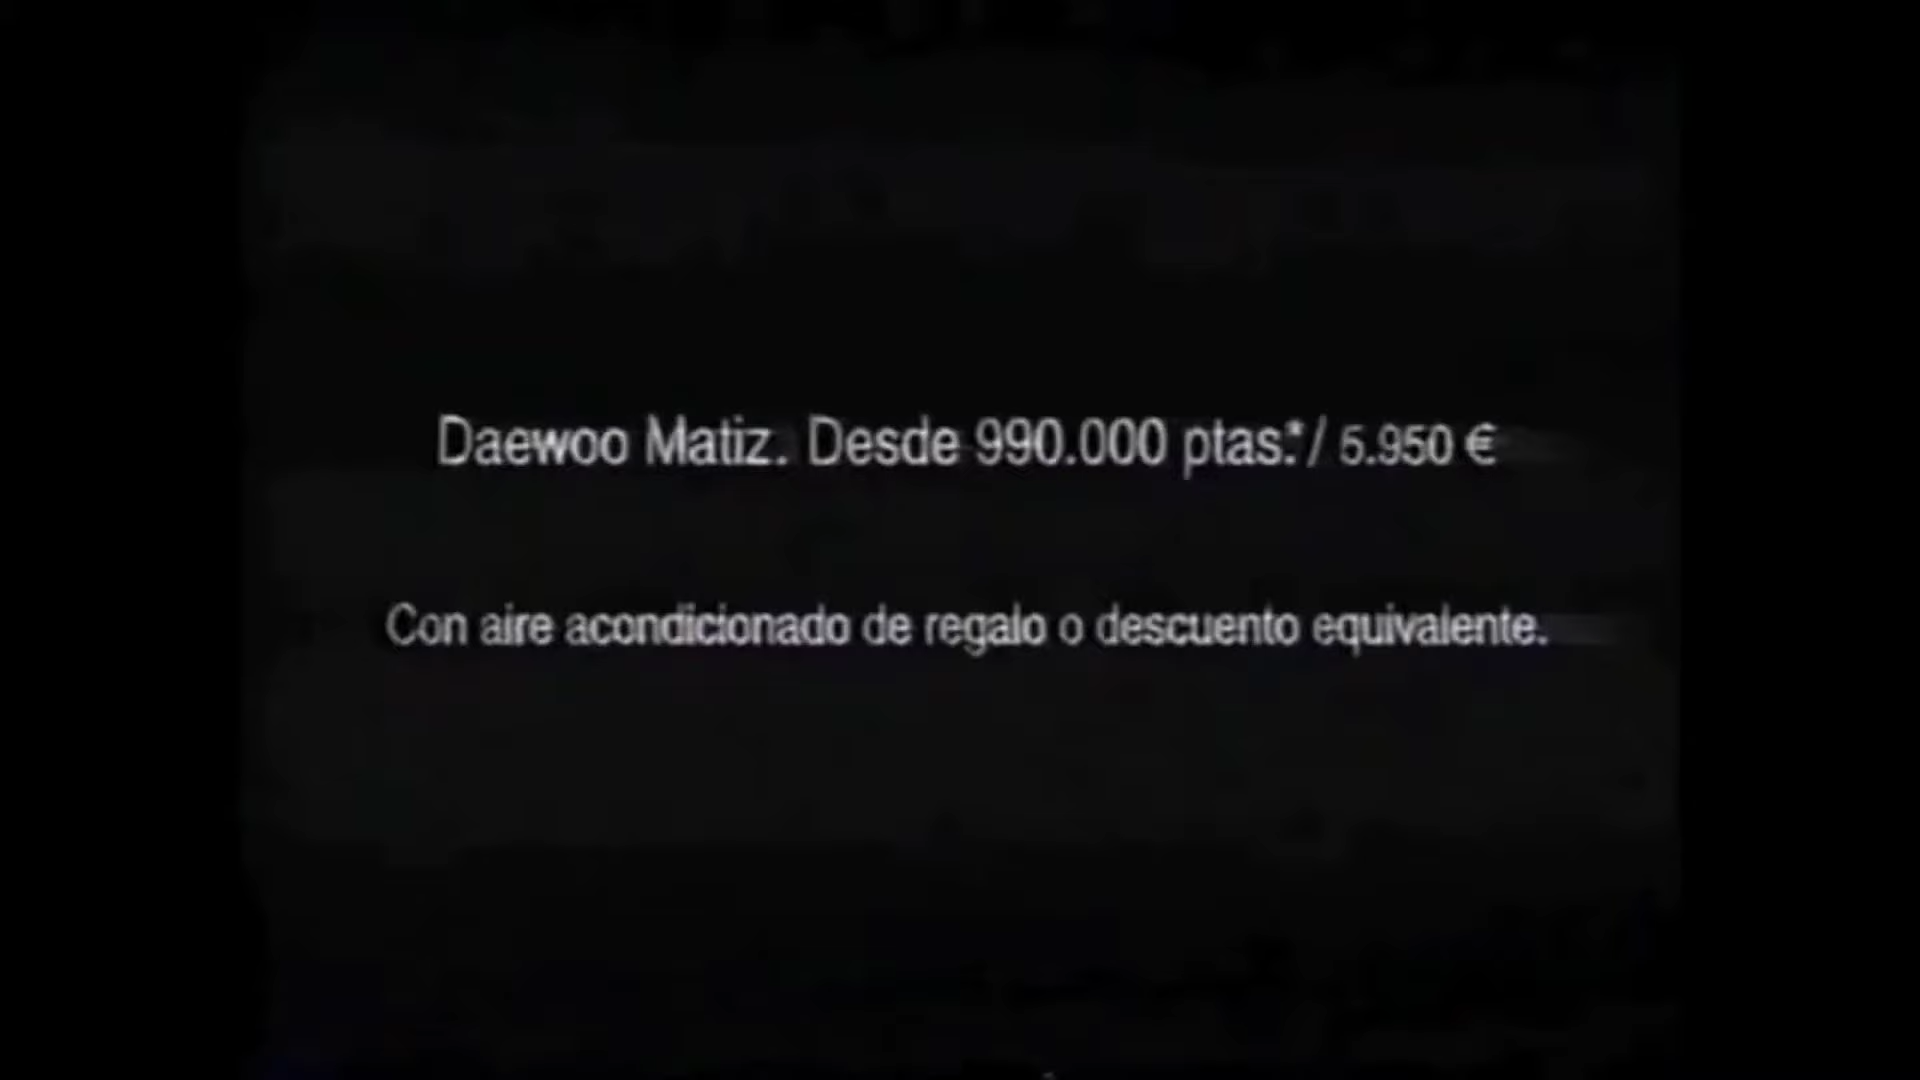 Daewoo Matiz. Desde 990.000 ptas.* / 5.950 €
Con aire acondicionado de regalo o descuento equivalente.